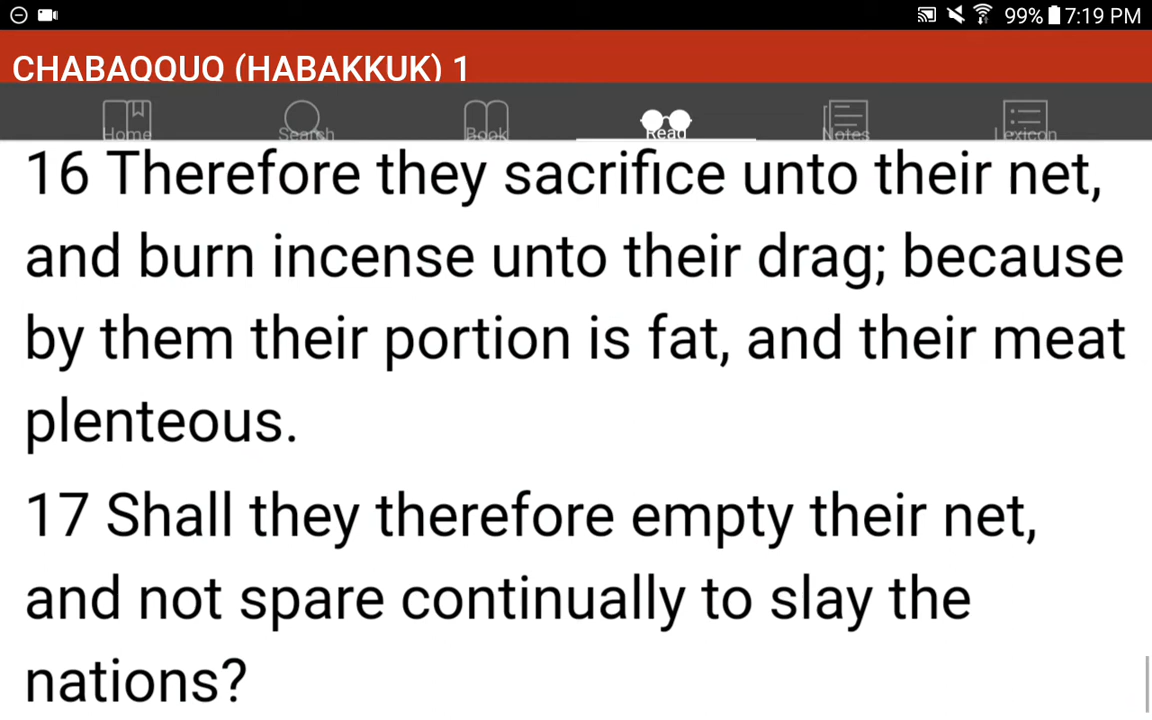 99% 7:19 PM
CHABAQQUQ (HABAKKUK) 1
Home Search Book Read Notes Lexicon
16 Therefore they sacrifice unto their net,
and burn incense unto their drag; because
by them their portion is fat, and their meat
plenteous.
17 Shall they therefore empty their net,
and not spare continually to slay the
nations?